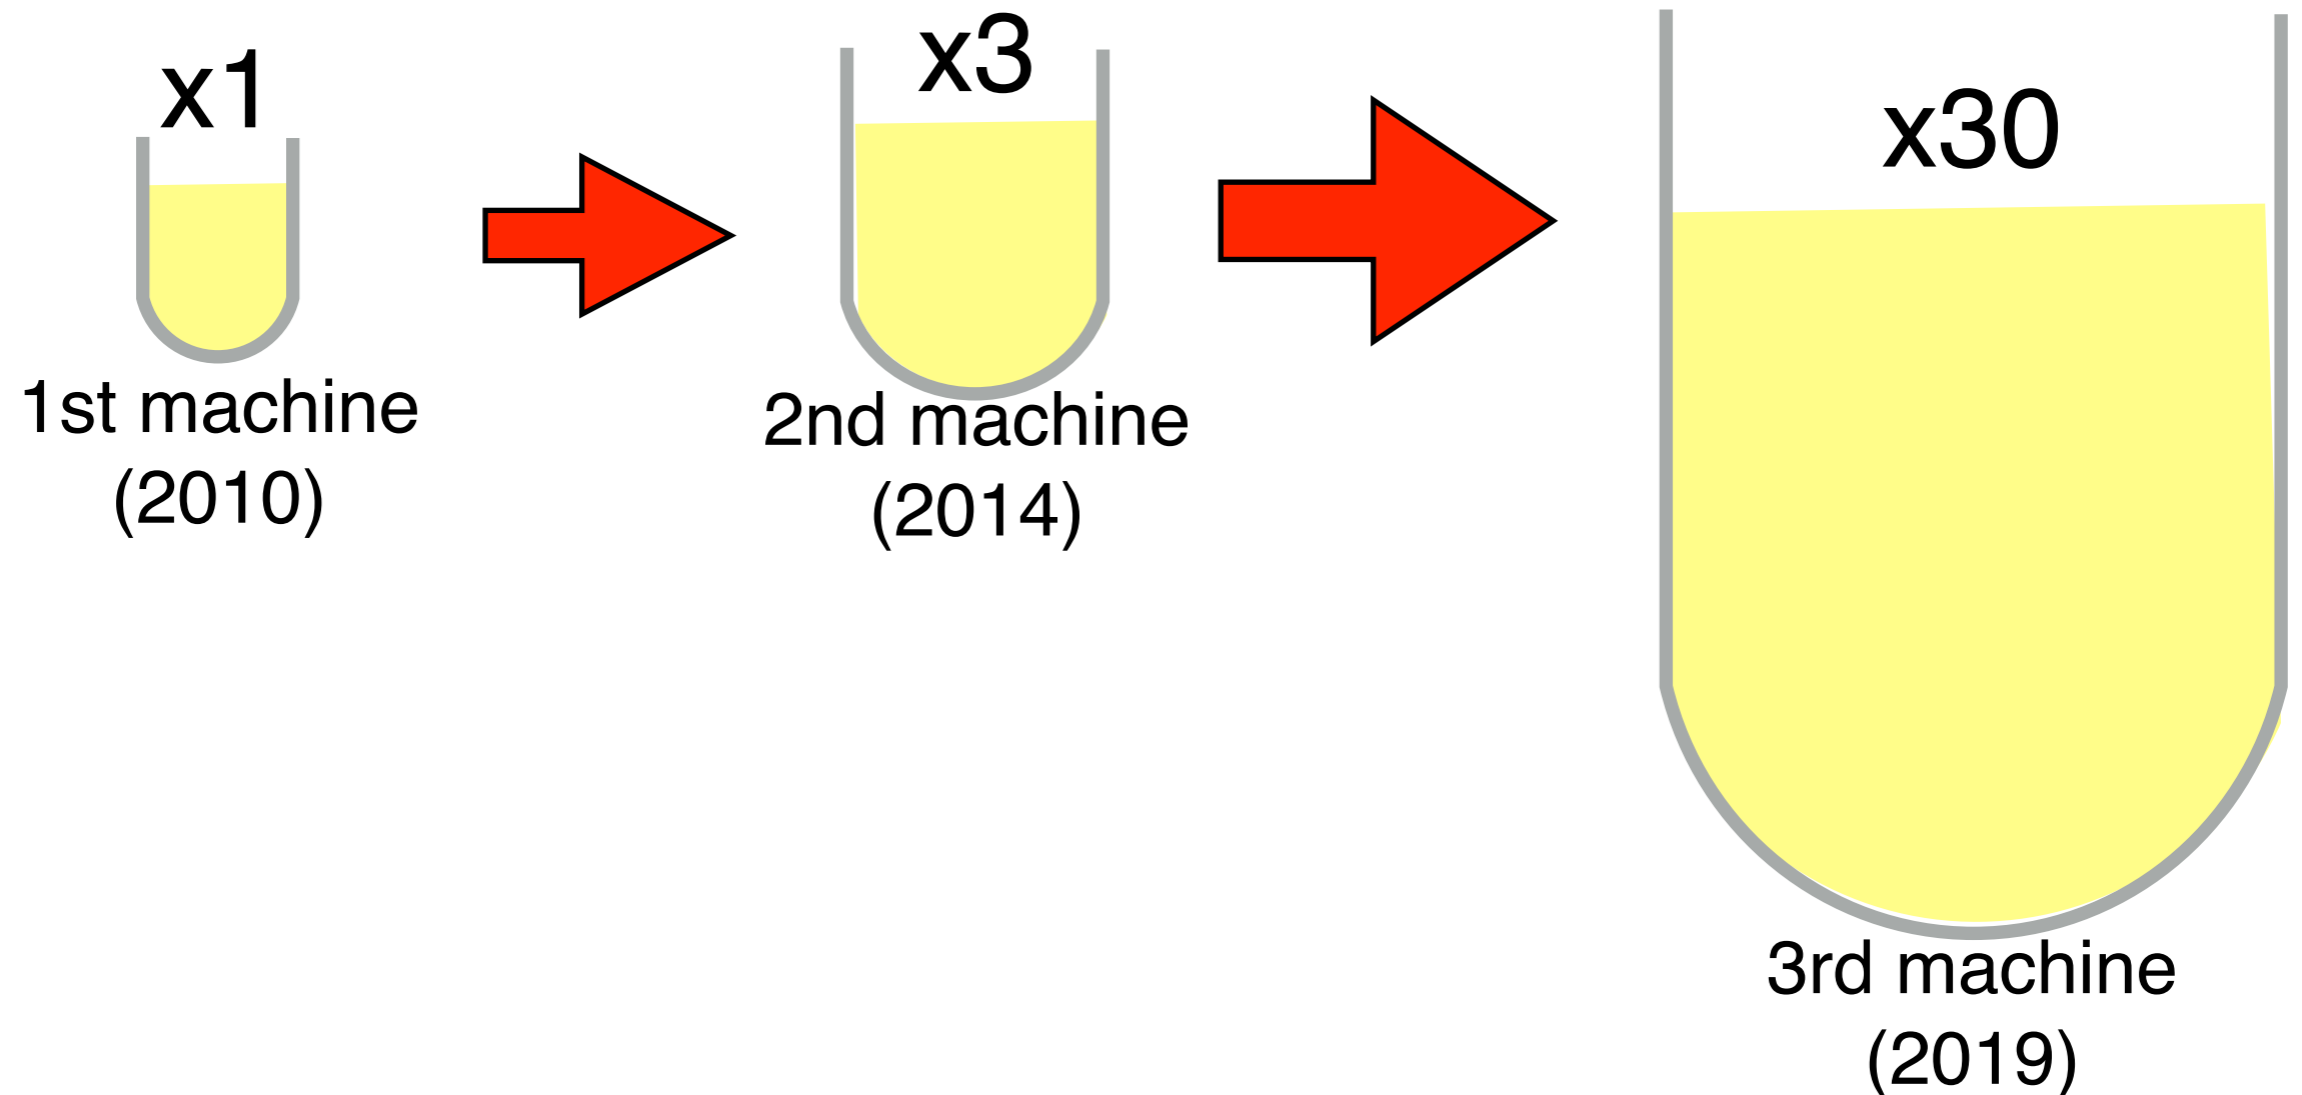 x1
1st machine
(2010)
x3
2nd machine
(2014)
x30
3rd machine
(2019)